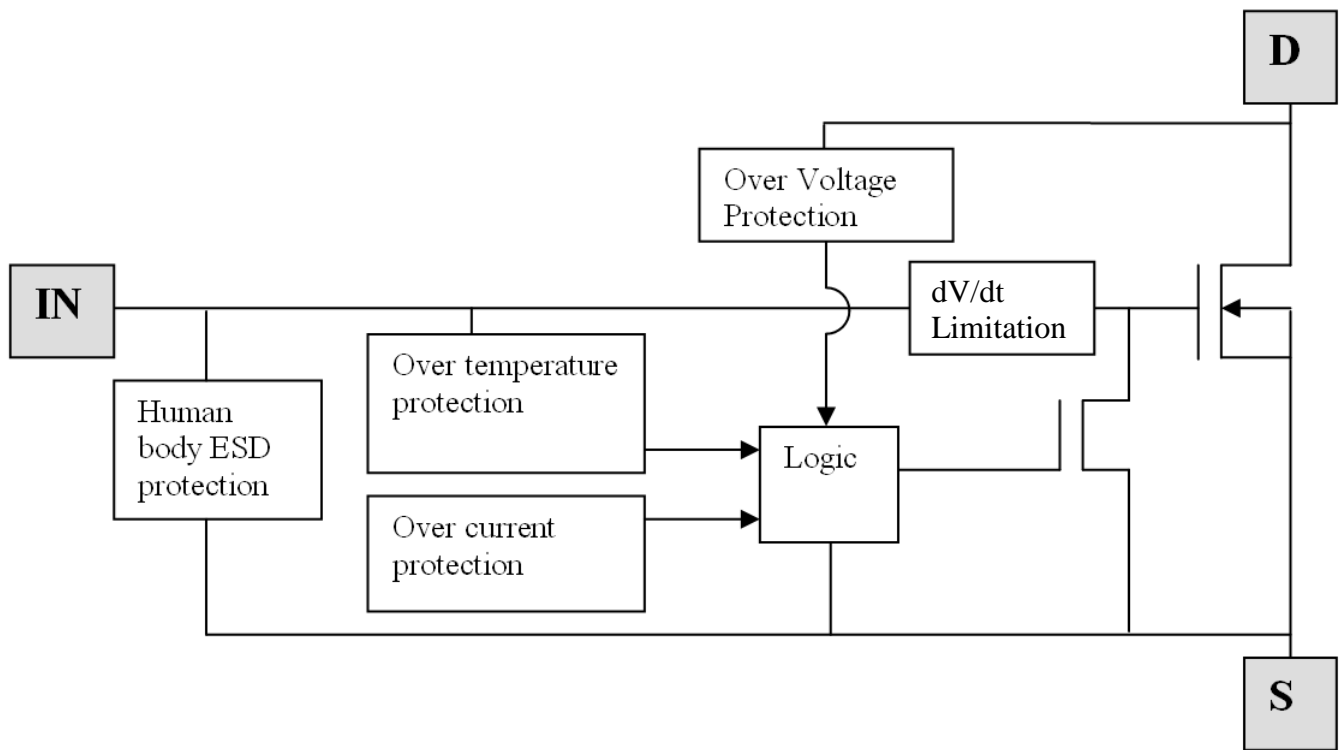 D
Over Voltage
Protection
IN
dV/dt
Limitation
Over temperature
protection
Human
body ESD
protection
Logic
Over current
protection
S